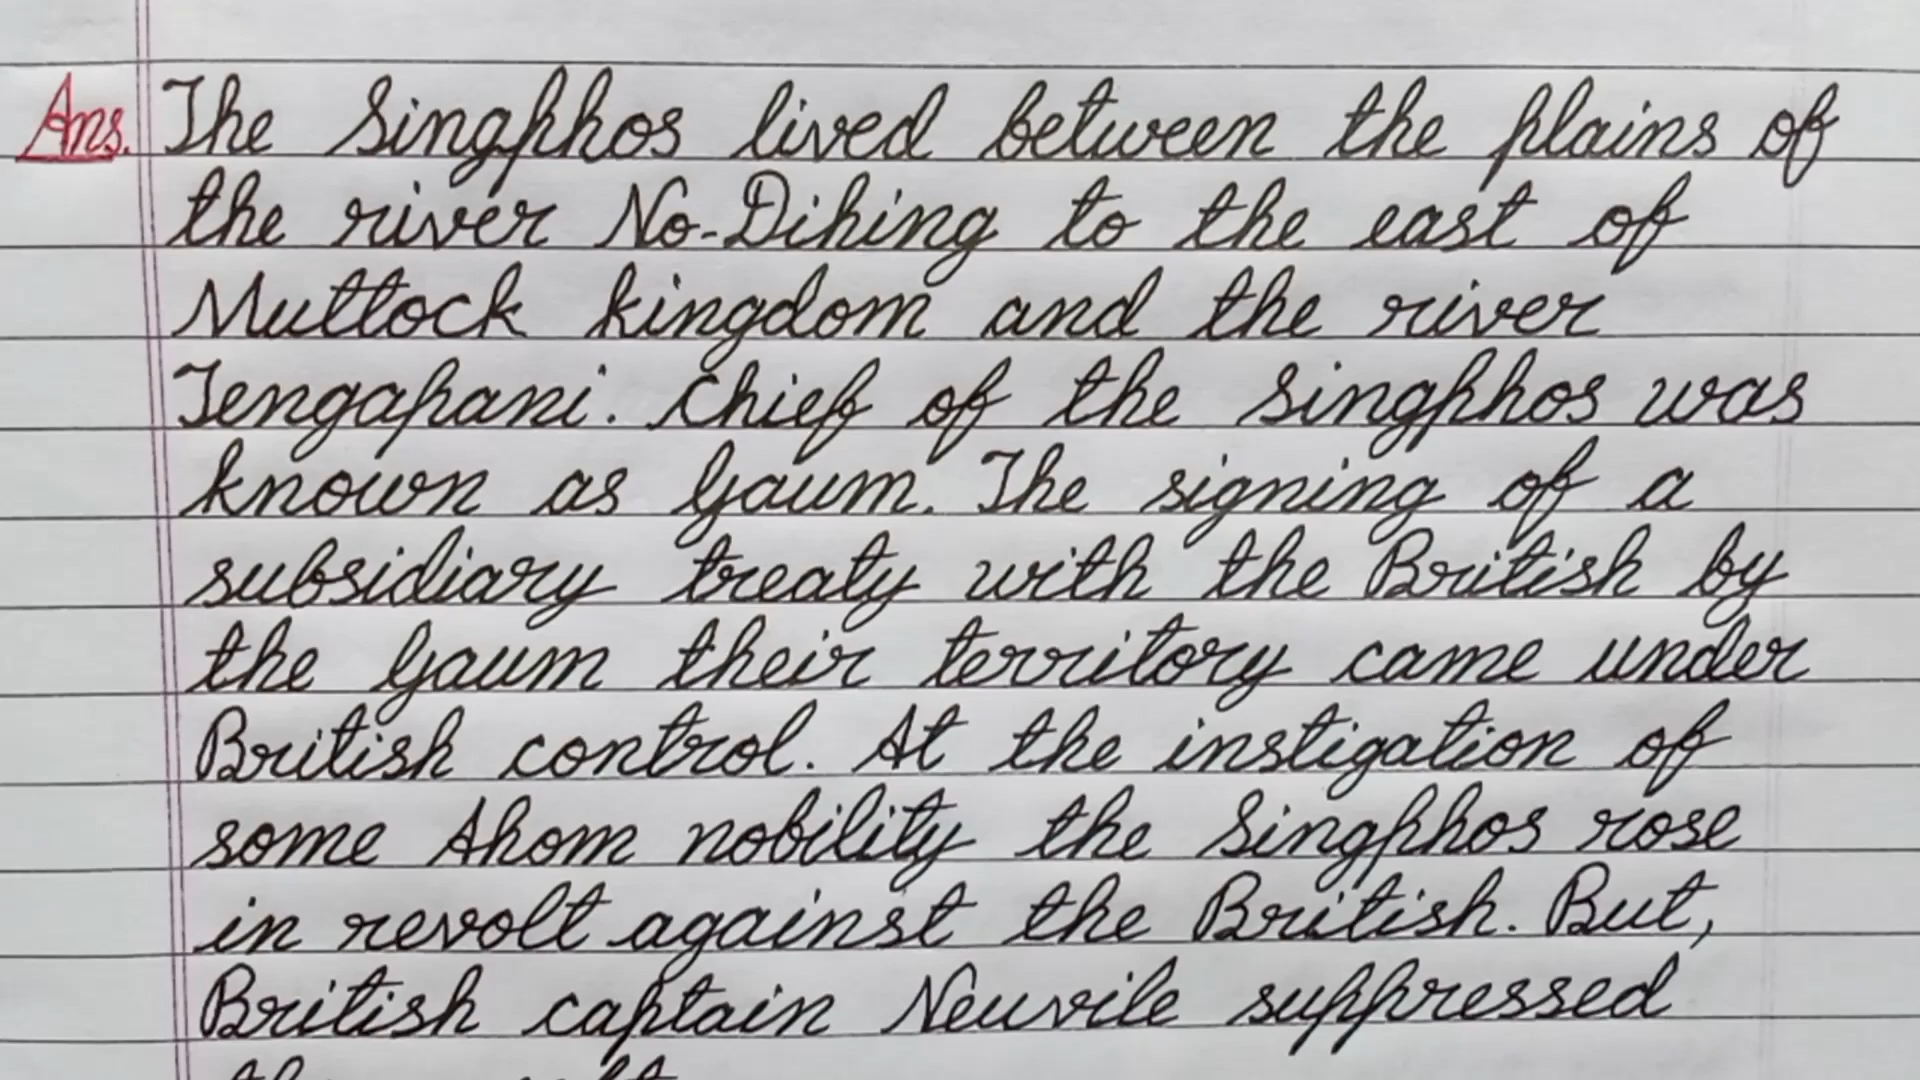 Ans. The Singphos lived between the plains of
the river No-Dihing to the east of
Muttock kingdom and the river
Tengapani. Chief of the Singphos was
known as Gaum. The signing of a
subsidiary treaty with the British by
the Gaum their territory came under
British control. At the instigation of
some Ahom nobility the Singphos rose
in revolt against the British. But,
British captain Neuvile suppressed